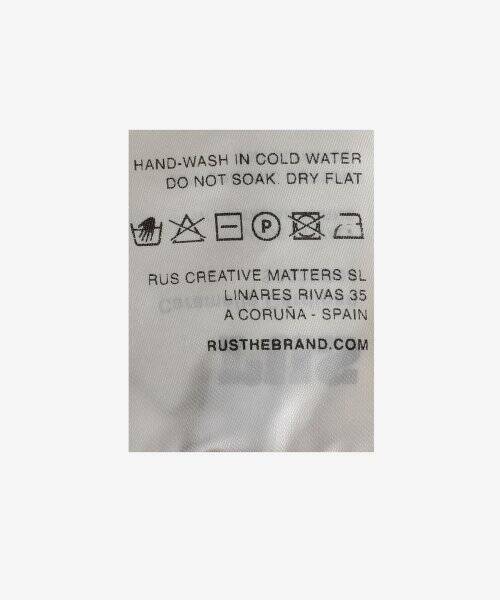 HAND-WASH IN COLD WATER
DO NOT SOAK. DRY FLAT
P
RUS CREATIVE MATTERS SL
LINARES RIVAS 35
A CORUÑA - SPAIN
RUSTHEBRAND.COM